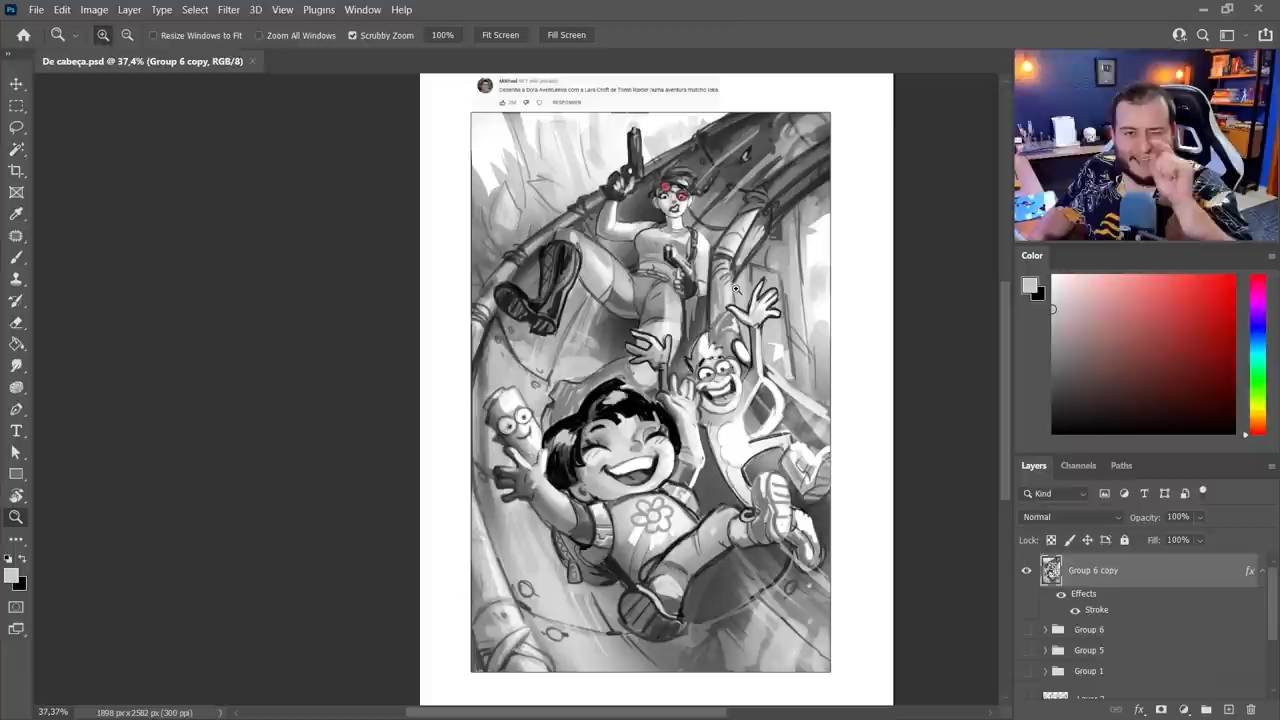 Ps File Edit Image Layer Type Select Filter 3D View Plugins Window Help
Resize Windows to Fit Zoom All Windows Scrubby Zoom 100% Fit Screen Fill Screen
De cabeça.psd @ 37,4% (Group 6 copy, RGB/8)
Desenha a Dora Aventureira com a Lara Croft de Tomb Raider numa aventura muitcho loka.
RESPONDER
Color
Layers Channels Paths
Kind
Normal Opacity: 100%
Lock: Fill: 100%
Group 6 copy fx
Effects
Stroke
Group 6
Group 5
Group 1
37,37% 1898 px x 2582 px (300 ppi)